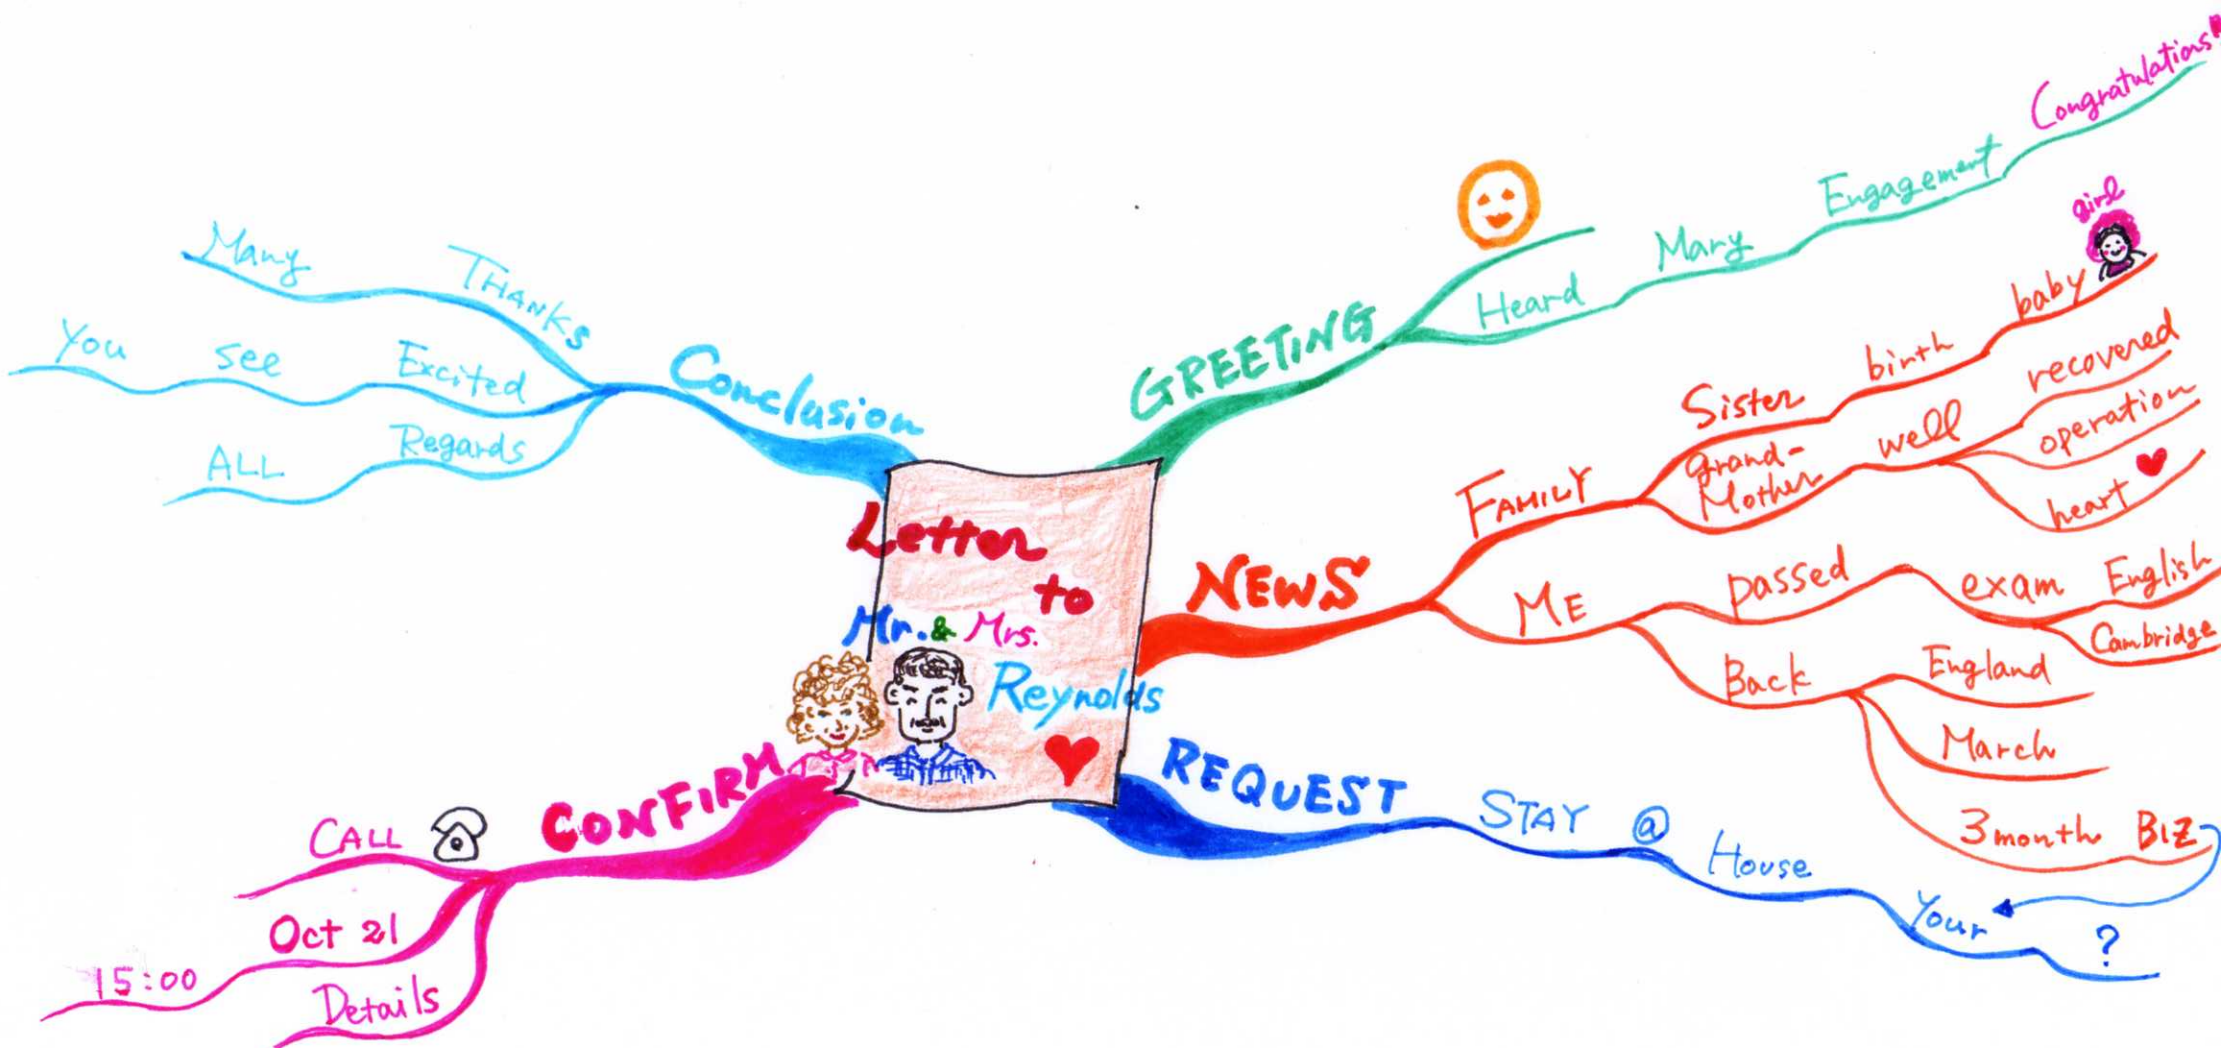 Letter
to
Mr. & Mrs.
Reynolds
GREETING
Heard
Mary
Engagement
Congratulations
NEWS
FAMILY
Sister
birth
baby
girl
Grand-
Mother
well
recovered
operation
heart
ME
passed
exam
English
Cambridge
Back
England
March
3month BIZ
REQUEST
STAY @
House
Your
?
CONFIRM
CALL
Oct 21
15:00
Details
Conclusion
THANKS
Many
Excited
see
You
Regards
ALL